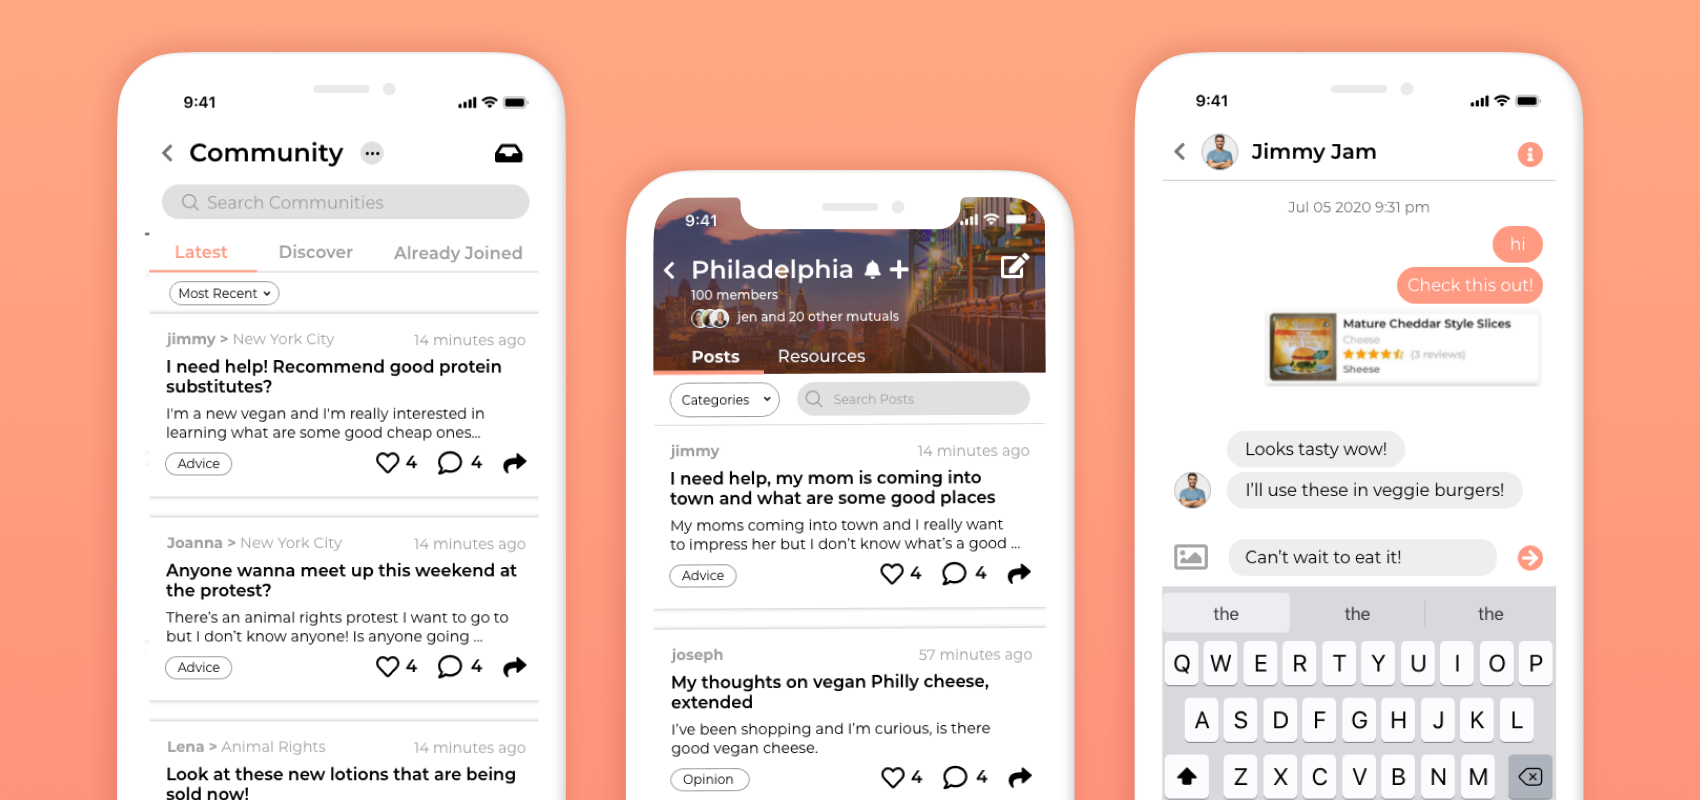 9:41
Community
Search Communities
Latest
Discover
Already Joined
Most Recent
jimmy > New York City
14 minutes ago
I need help! Recommend good protein
substitutes?
I'm a new vegan and I'm really interested in
learning what are some good cheap ones...
Advice
4
4
Joanna > New York City
14 minutes ago
Anyone wanna meet up this weekend at
the protest?
There's an animal rights protest I want to go to
but I don't know anyone! Is anyone going ...
Advice
4
4
Lena > Animal Rights
14 minutes ago
Look at these new lotions that are being
sold now!
9:41
Philadelphia
100 members
jen and 20 other mutuals
Posts
Resources
Categories
Search Posts
jimmy
14 minutes ago
I need help, my mom is coming into
town and what are some good places
My moms coming into town and I really want
to impress her but I don't know what's a good ...
Advice
4
4
joseph
57 minutes ago
My thoughts on vegan Philly cheese,
extended
I've been shopping and I'm curious, is there
good vegan cheese.
Opinion
4
4
9:41
Jimmy Jam
Jul 05 2020 9:31 pm
hi
Check this out!
Mature Cheddar Style Slices
Cheese
(3 reviews)
Sheese
Looks tasty wow!
I'll use these in veggie burgers!
Can't wait to eat it!
the
the
the
Q W E R T Y U I O P
A S D F G H J K L
Z X C V B N M